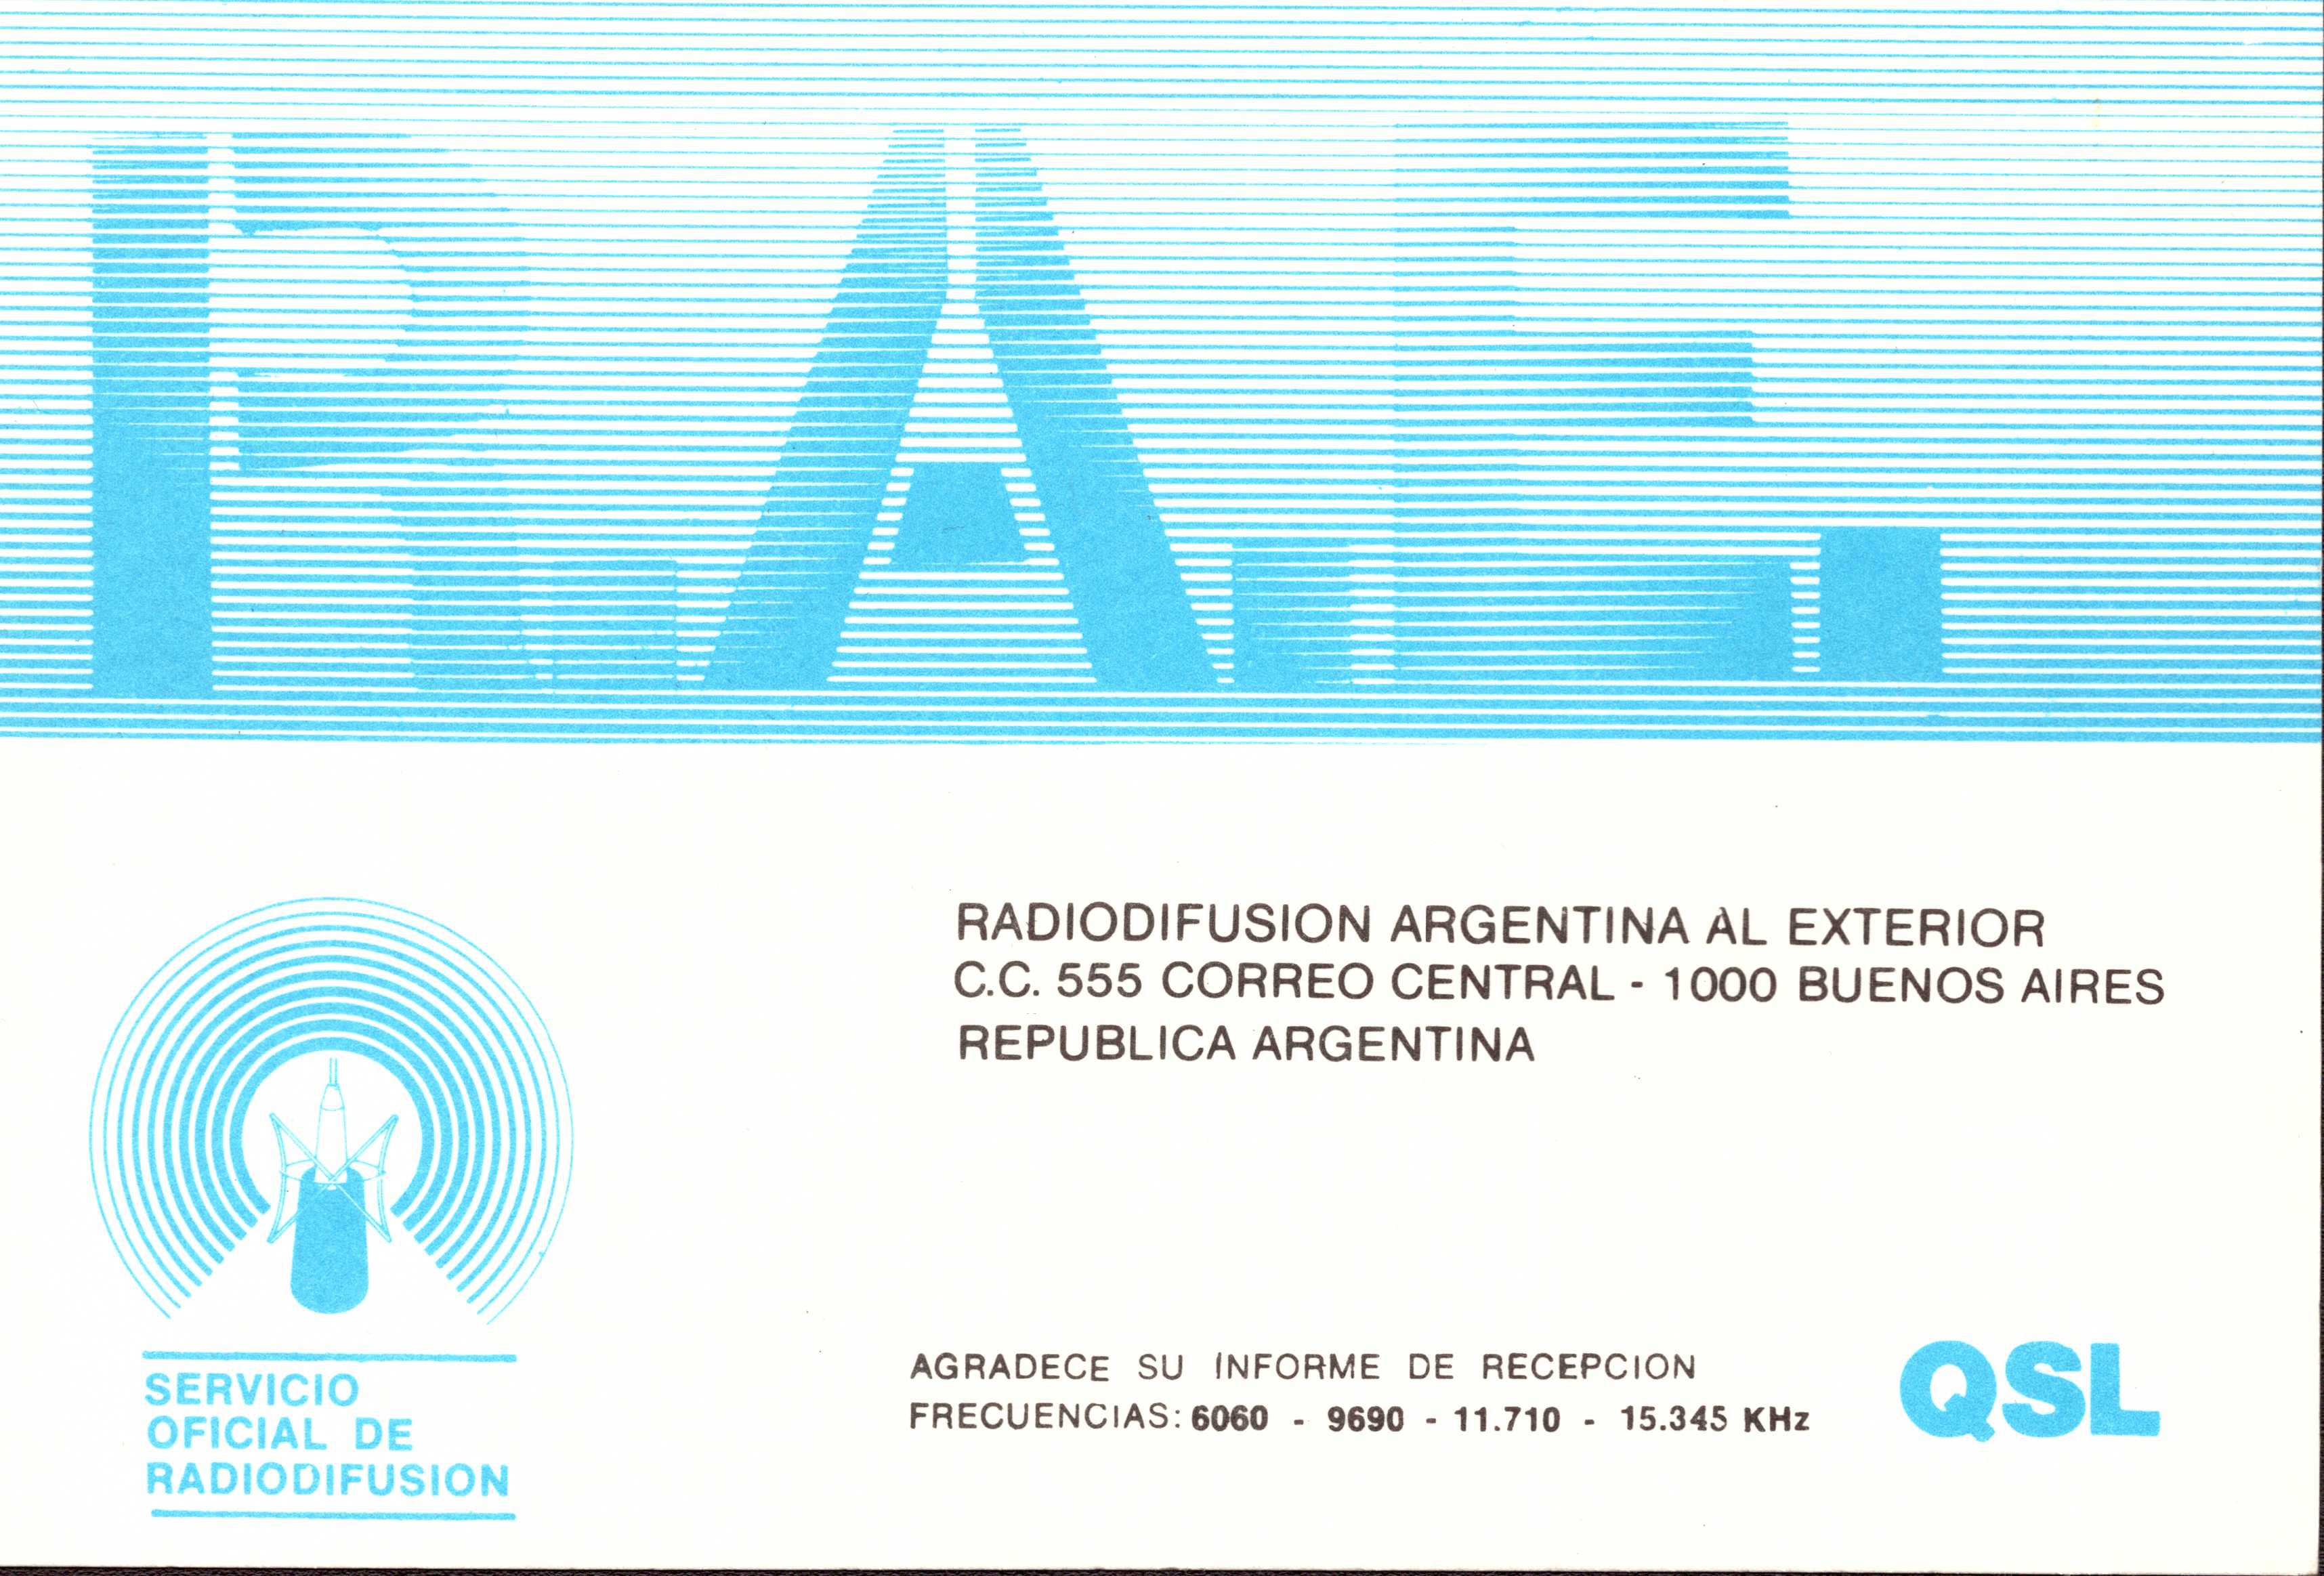 R.A.E.
RADIODIFUSION ARGENTINA AL EXTERIOR
C.C. 555 CORREO CENTRAL - 1000 BUENOS AIRES
REPUBLICA ARGENTINA
AGRADECE SU INFORME DE RECEPCION
FRECUENCIAS: 6060 - 9690 - 11.710 - 15.345 KHz
QSL
SERVICIO
OFICIAL DE
RADIODIFUSION